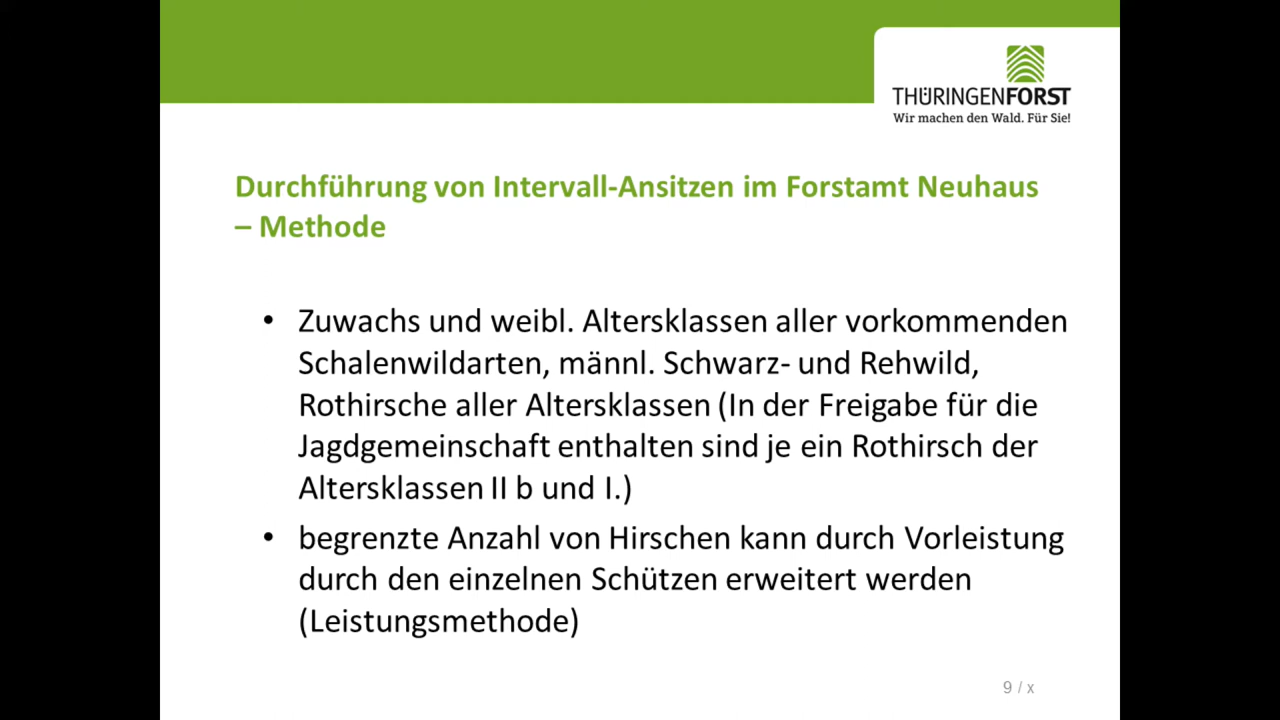 THÜRINGENFORST
Wir machen den Wald. Für Sie!
Durchführung von Intervall-Ansitzen im Forstamt Neuhaus
– Methode
• Zuwachs und weibl. Altersklassen aller vorkommenden
Schalenwildarten, männl. Schwarz- und Rehwild,
Rothirsche aller Altersklassen (In der Freigabe für die
Jagdgemeinschaft enthalten sind je ein Rothirsch der
Altersklassen II b und I.)
• begrenzte Anzahl von Hirschen kann durch Vorleistung
durch den einzelnen Schützen erweitert werden
(Leistungsmethode)
9 / x